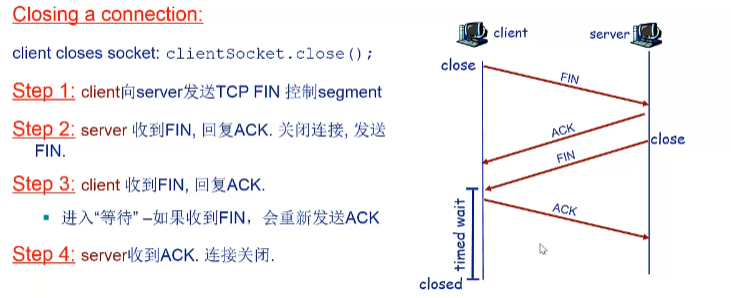 Closing a connection:
client closes socket: clientSocket.close();
Step 1: client向server发送TCP FIN 控制segment
Step 2: server 收到FIN, 回复ACK. 关闭连接, 发送
FIN.
Step 3: client 收到FIN, 回复ACK.
▪ 进入“等待” –如果收到FIN，会重新发送ACK
Step 4: server收到ACK. 连接关闭.
client
server
close
FIN
ACK
close
FIN
ACK
timed wait
closed